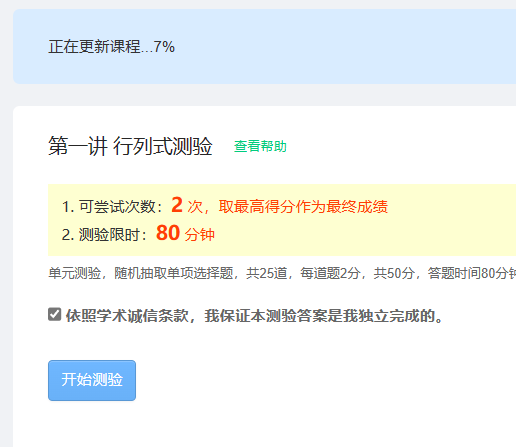 正在更新课程...7%
第一讲 行列式测验 查看帮助
1. 可尝试次数：2 次，取最高得分作为最终成绩
2. 测验限时：80 分钟
单元测验，随机抽取单项选择题，共25道，每道题2分，共50分，答题时间80分钟
依照学术诚信条款，我保证本测验答案是我独立完成的。
开始测验